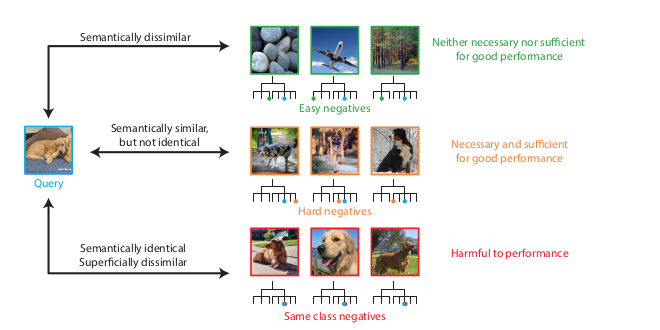 Semantically dissimilar
Neither necessary nor sufficient
for good performance
Easy negatives
Semantically similar,
but not identical
Necessary and sufficient
for good performance
Query
Hard negatives
Semantically identical
Superficially dissimilar
Harmful to performance
Same class negatives